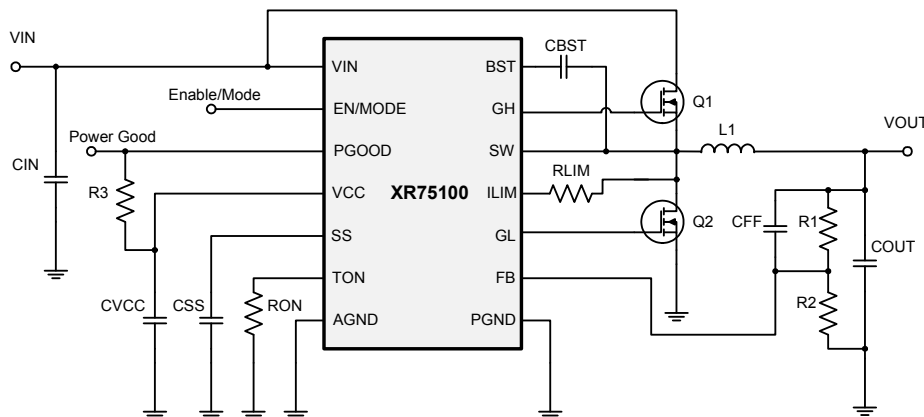 VIN
CBST
VIN
BST
Enable/Mode
EN/MODE
GH
Q1
Power Good
L1
VOUT
PGOOD
SW
CIN
RLIM
R3
VCC
XR75100
ILIM
CFF
R1
SS
GL
Q2
COUT
TON
FB
CVCC
CSS
RON
R2
AGND
PGND